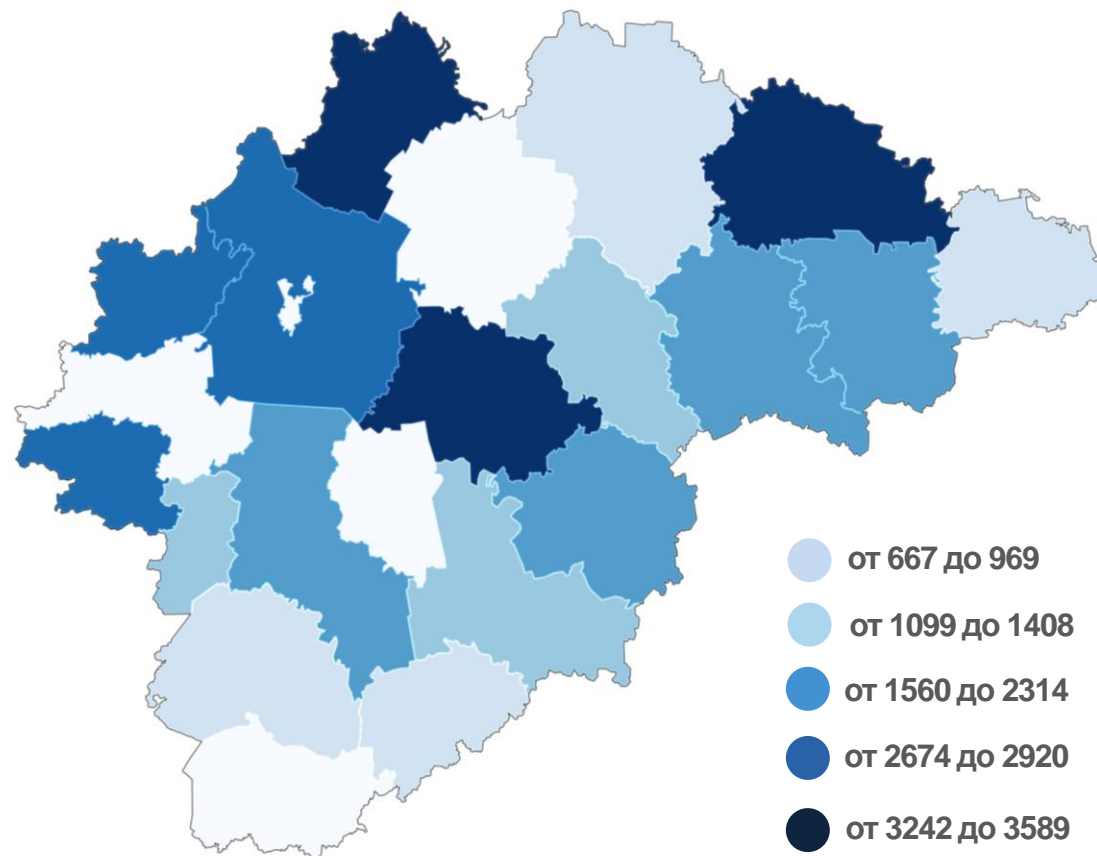 от 667 до 969
от 1099 до 1408
от 1560 до 2314
от 2674 до 2920
от 3242 до 3589